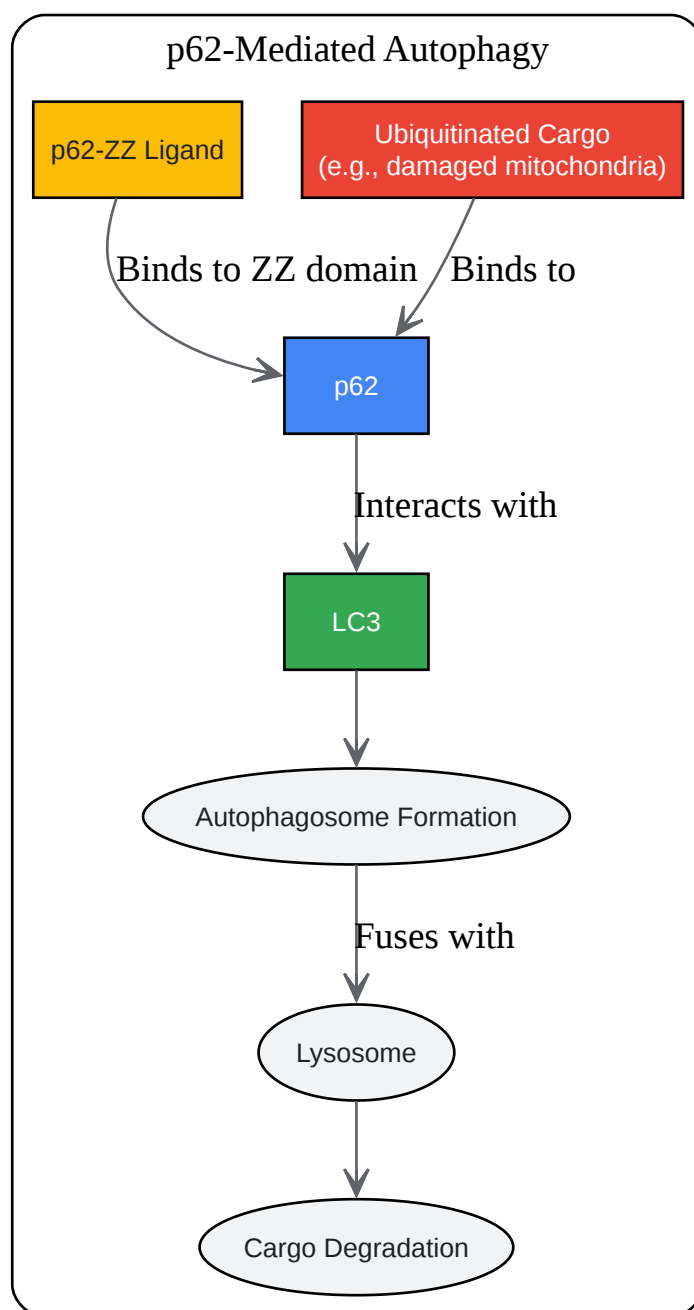 p62-Mediated Autophagy
p62-ZZ Ligand
Ubiquitinated Cargo
(e.g., damaged mitochondria)
Binds to ZZ domain
Binds to
p62
Interacts with
LC3
Autophagosome Formation
Fuses with
Lysosome
Cargo Degradation